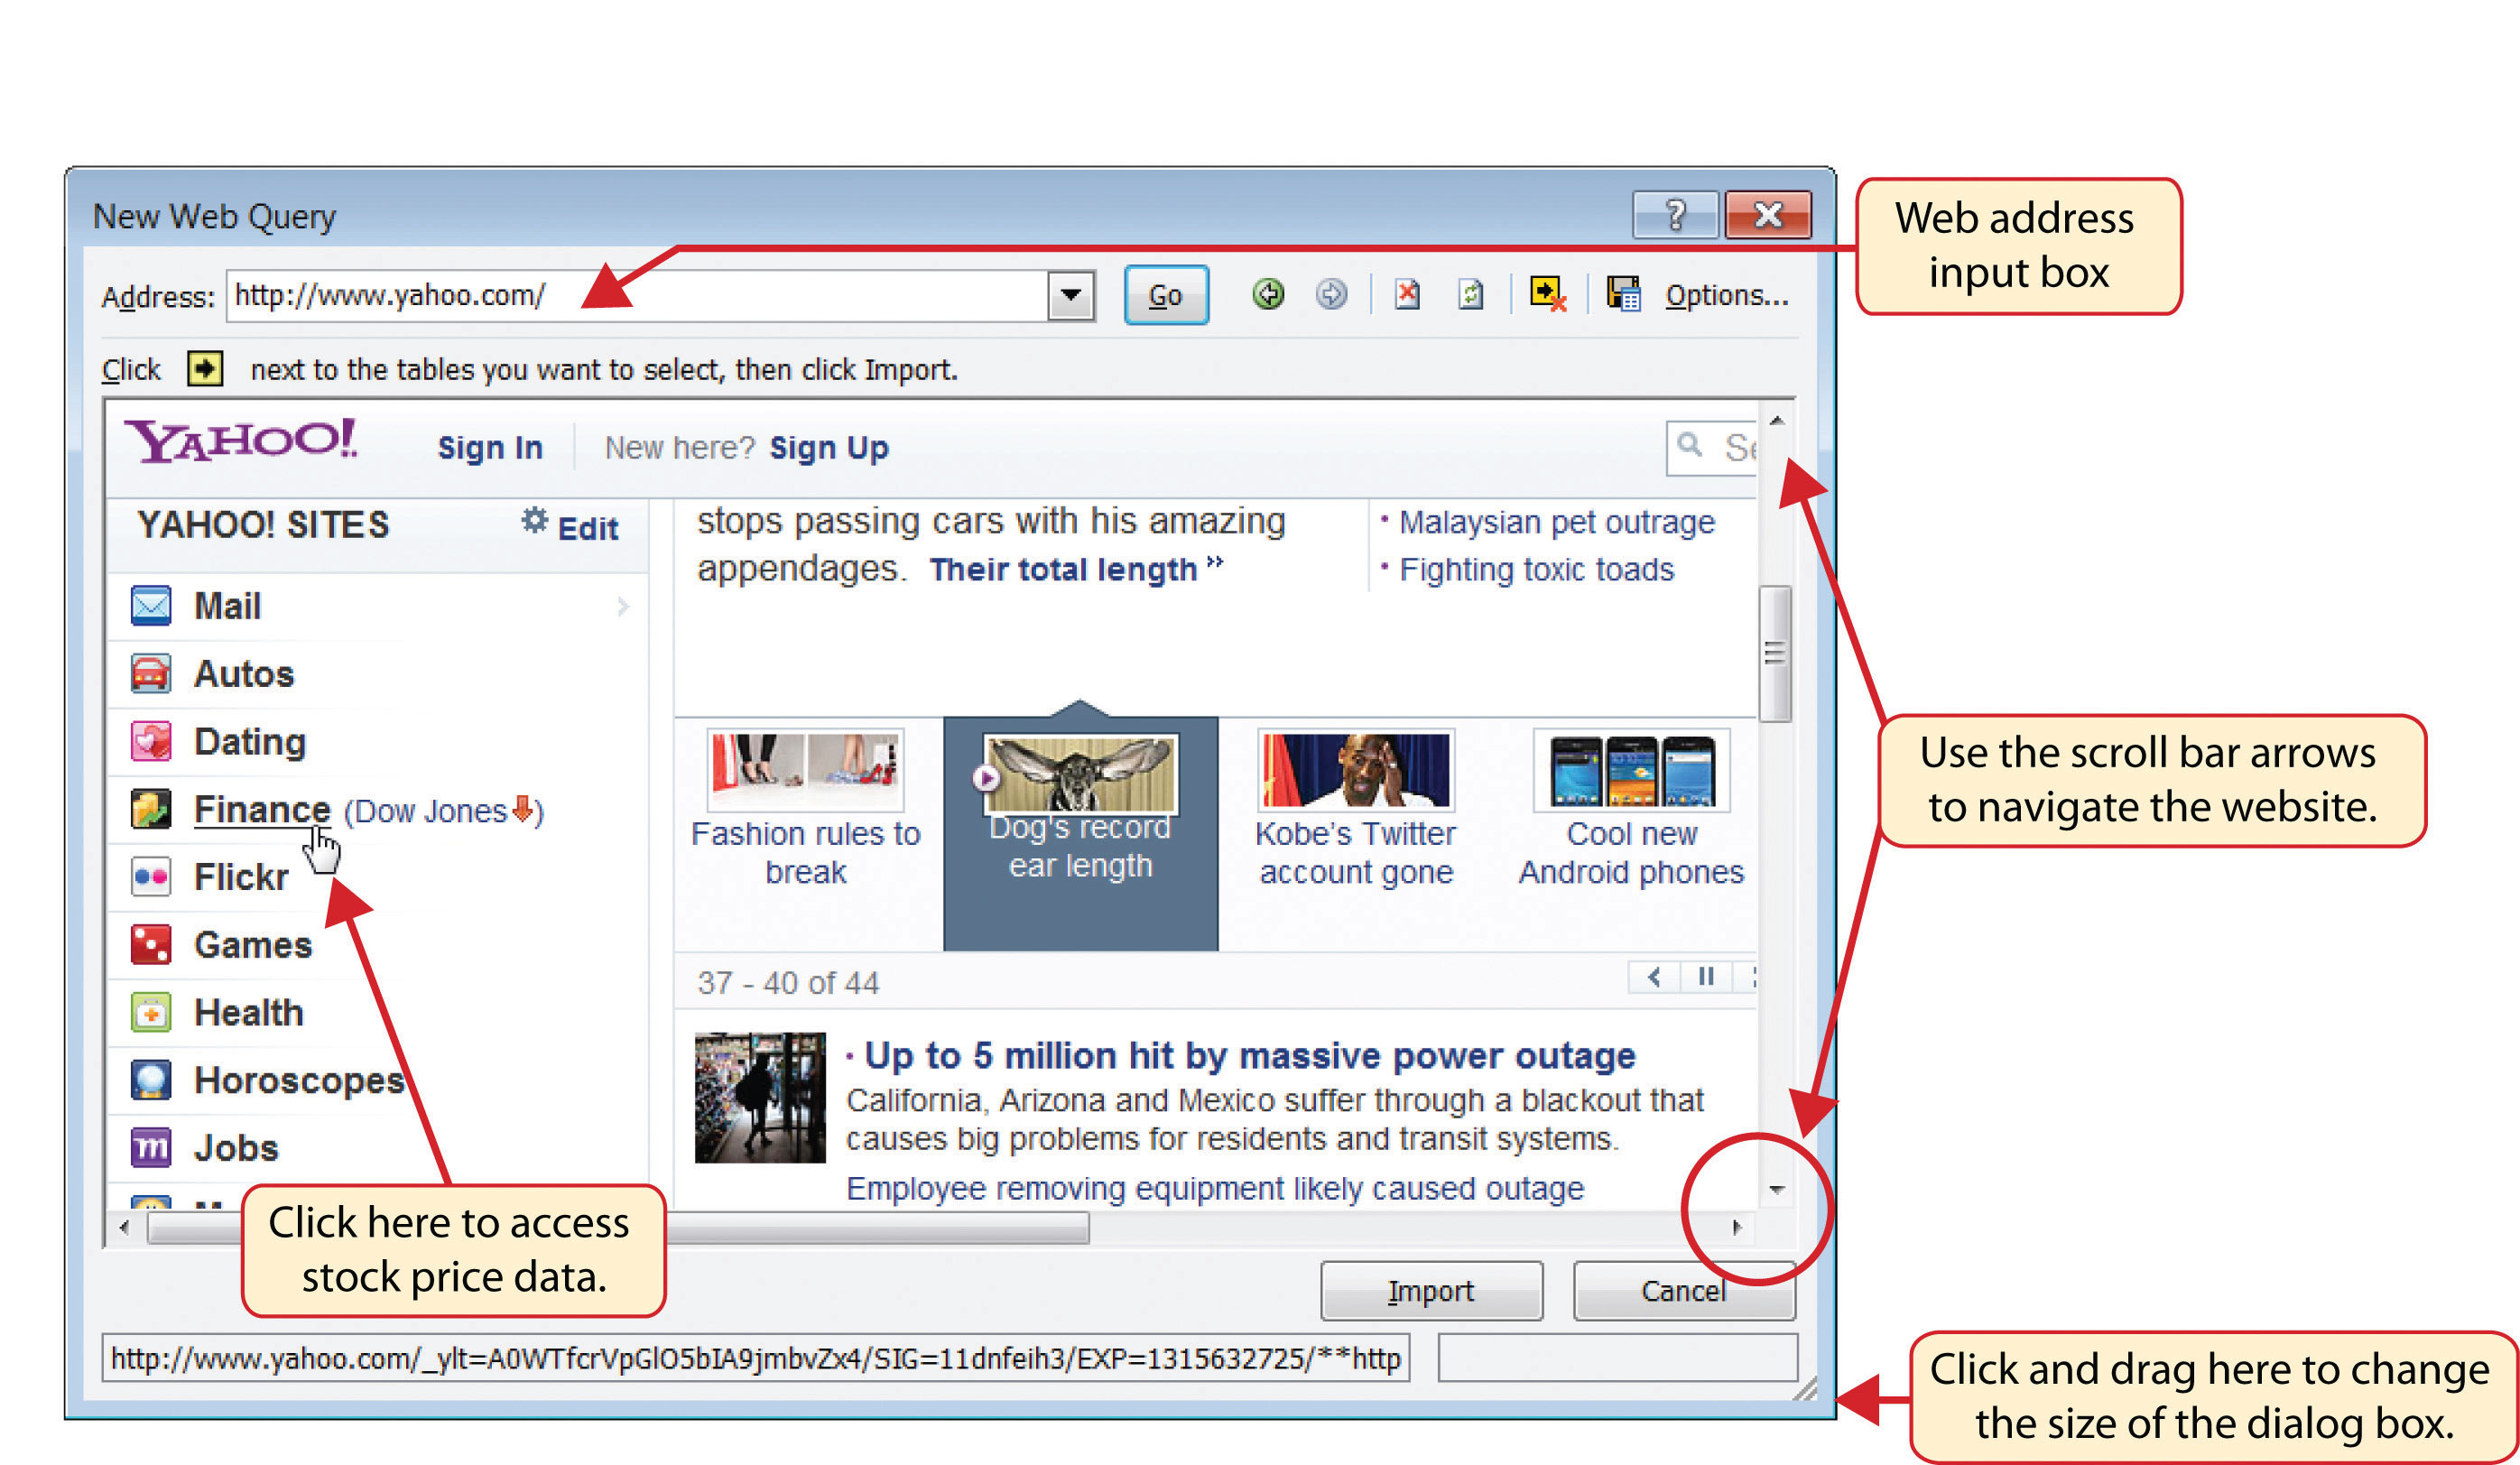 New Web Query
Web address
input box
Address: http://www.yahoo.com/ Go Options...
Click next to the tables you want to select, then click Import.
YAHOO! Sign In New here? Sign Up
YAHOO! SITES Edit
Mail
Autos
Dating
Finance (Dow Jones)
Flickr
Games
Health
Horoscopes
Jobs
stops passing cars with his amazing
appendages. Their total length »
• Malaysian pet outrage
• Fighting toxic toads
Fashion rules to
break
Dog's record
ear length
Kobe's Twitter
account gone
Cool new
Android phones
37 - 40 of 44
• Up to 5 million hit by massive power outage
California, Arizona and Mexico suffer through a blackout that
causes big problems for residents and transit systems.
Employee removing equipment likely caused outage
Use the scroll bar arrows
to navigate the website.
Click here to access
stock price data.
Import Cancel
http://www.yahoo.com/_ylt=A0WTfcrVpGlO5bIA9jmbvZx4/SIG=11dnfeih3/EXP=1315632725/**http
Click and drag here to change
the size of the dialog box.